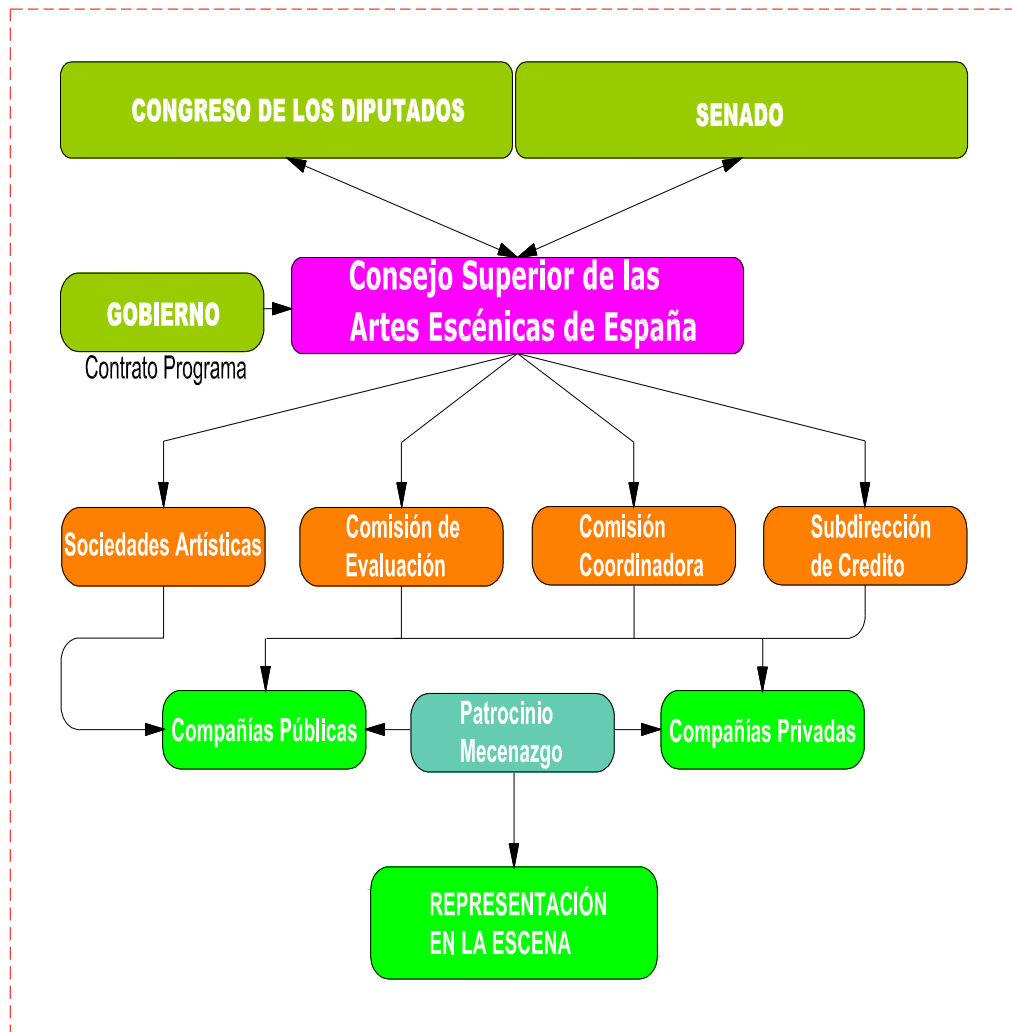 CONGRESO DE LOS DIPUTADOS
SENADO
Consejo Superior de las
Artes Escénicas de España
GOBIERNO
Contrato Programa
Sociedades Artísticas
Comisión de
Evaluación
Comisión
Coordinadora
Subdirección
de Credito
Compañías Públicas
Patrocinio
Mecenazgo
Compañías Privadas
REPRESENTACIÓN
EN LA ESCENA